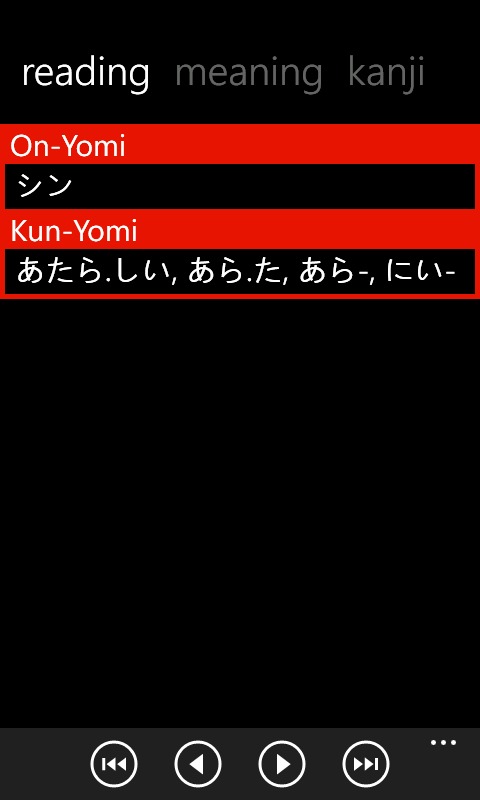 reading meaning kanji
On-Yomi
シン
Kun-Yomi
あたら.しい, あら.た, あら-, にい-